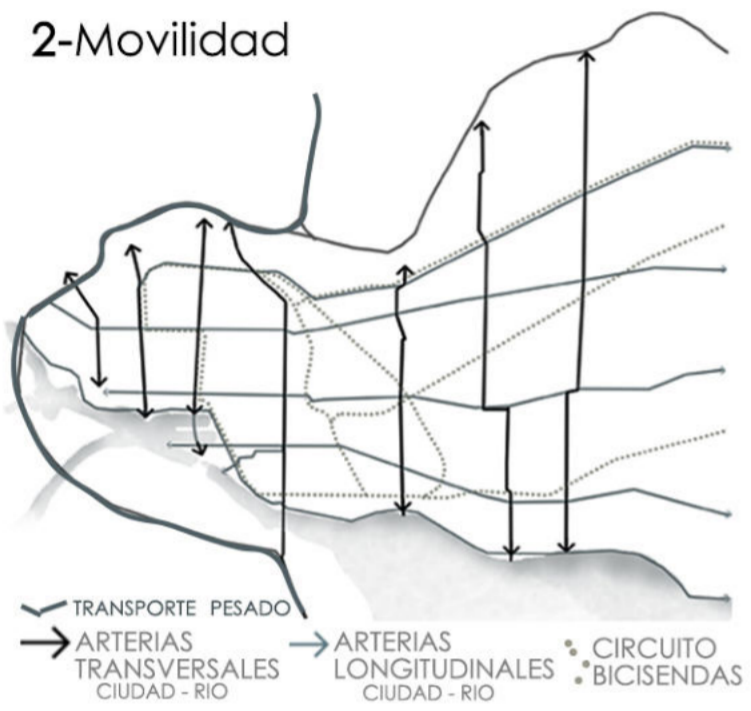 2-Movilidad
TRANSPORTE PESADO
ARTERIAS
TRANSVERSALES
CIUDAD - RIO
ARTERIAS
LONGITUDINALES
CIUDAD - RIO
CIRCUITO
BICISENDAS